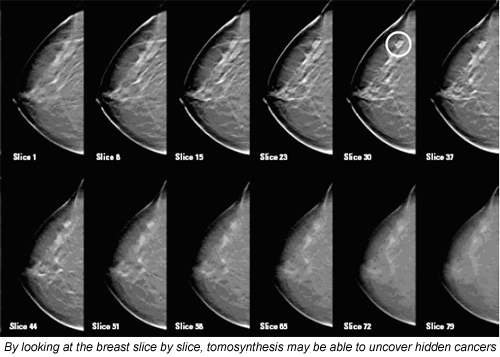 Slice 1 Slice 8 Slice 15 Slice 23 Slice 30 Slice 37
Slice 44 Slice 51 Slice 58 Slice 65 Slice 72 Slice 79
By looking at the breast slice by slice, tomosynthesis may be able to uncover hidden cancers